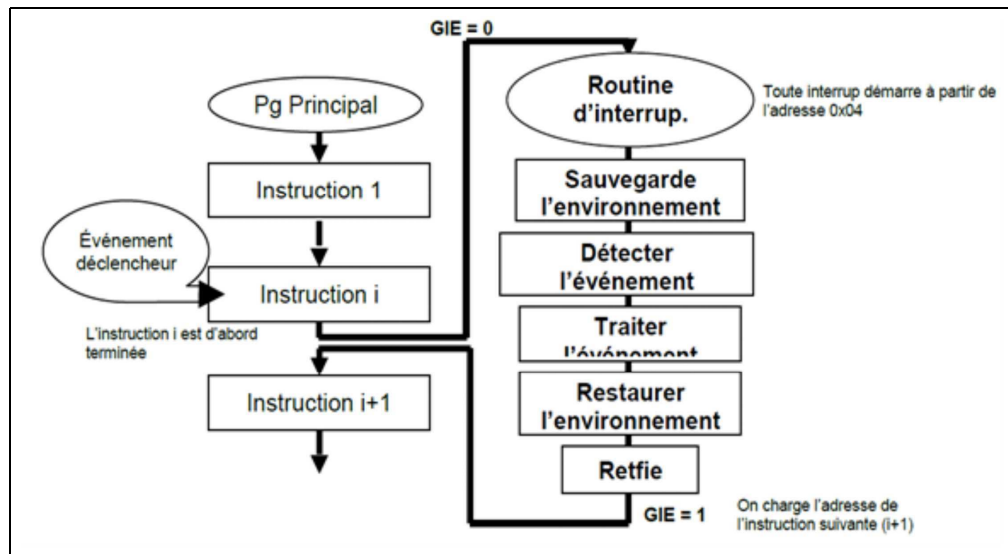 GIE = 0
Pg Principal
Instruction 1
Événement
déclencheur
Instruction i
L'instruction i est d'abord
terminée
Instruction i+1
Routine
d'interrup.
Toute interrup démarre à partir de
l'adresse 0x04
Sauvegarde
l'environnement
Détecter
l'événement
Traiter
l'événement
Restaurer
l'environnement
Retfie
GIE = 1
On charge l'adresse de
l'instruction suivante (i+1)